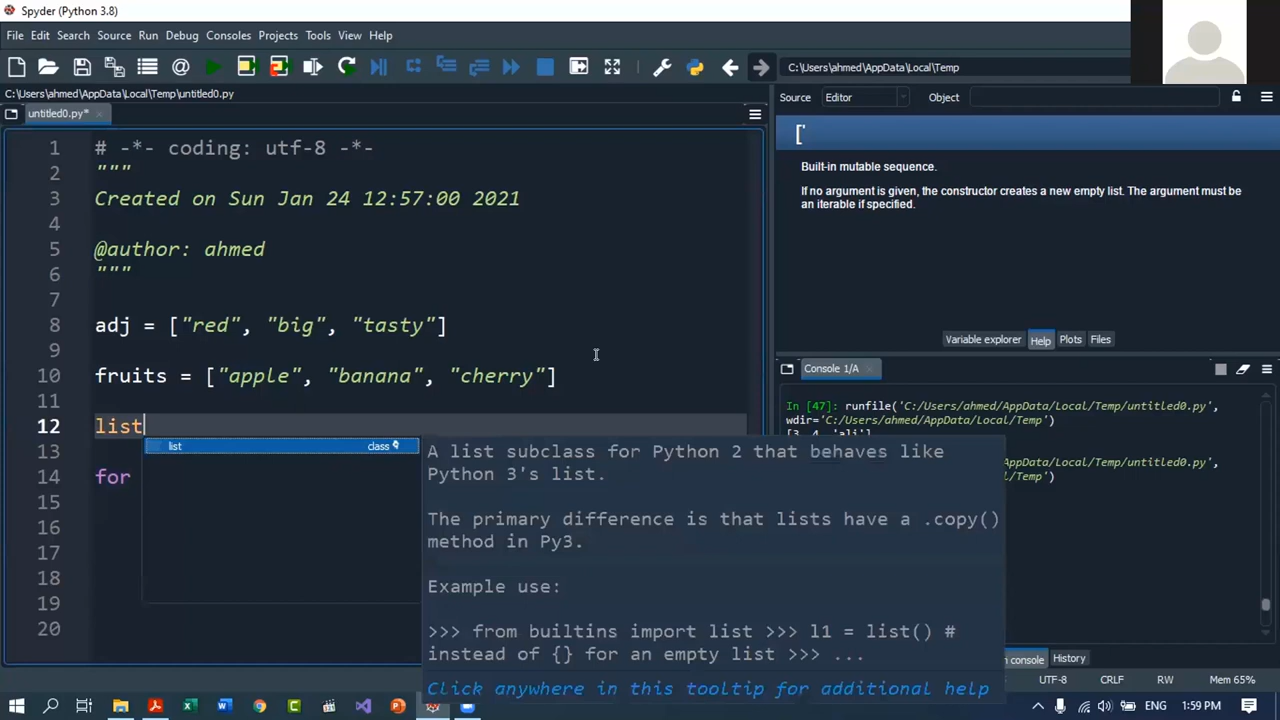 Spyder (Python 3.8)
File Edit Search Source Run Debug Consoles Projects Tools View Help
C:\Users\ahmed\AppData\Local\Temp
C:\Users\ahmed\AppData\Local\Temp\untitled0.py
untitled0.py*
Source Editor Object
1 # -*- coding: utf-8 -*-
2 """
3 Created on Sun Jan 24 12:57:00 2021
4
5 @author: ahmed
6 """
7
8 adj = ["red", "big", "tasty"]
9
10 fruits = ["apple", "banana", "cherry"]
11
12 list
13
14 for
15
16
17
18
19
20
list class
A list subclass for Python 2 that behaves like
Python 3's list.
The primary difference is that lists have a .copy()
method in Py3.
Example use:
>>> from builtins import list >>> l1 = list() #
instead of {} for an empty list >>> ...
Click anywhere in this tooltip for additional help
['
Built-in mutable sequence.
If no argument is given, the constructor creates a new empty list. The argument must be
an iterable if specified.
Variable explorer Help Plots Files
Console 1/A
In [47]: runfile('C:/Users/ahmed/AppData/Local/Temp/untitled0.py',
wdir='C:/Users/ahmed/AppData/Local/Temp')
[3, 4, 'ali']
/Users/ahmed/AppData/Local/Temp/untitled0.py',
/Users/ahmed/AppData/Local/Temp')
console History
UTF-8 CRLF RW Mem 65%
ENG 1:59 PM